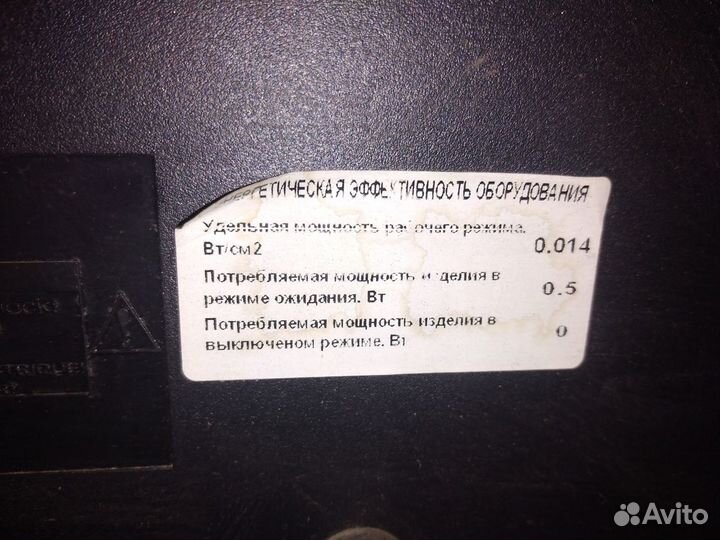 ЭНЕРГЕТИЧЕСКАЯ ЭФФЕКТИВНОСТЬ ОБОРУДОВАНИЯ
Удельная мощность рабочего режима.
Вт/см2 0.014
Потребляемая мощность изделия в
режиме ожидания. Вт 0.5
Потребляемая мощность изделия в
выключеном режиме. Вт 0
Avito